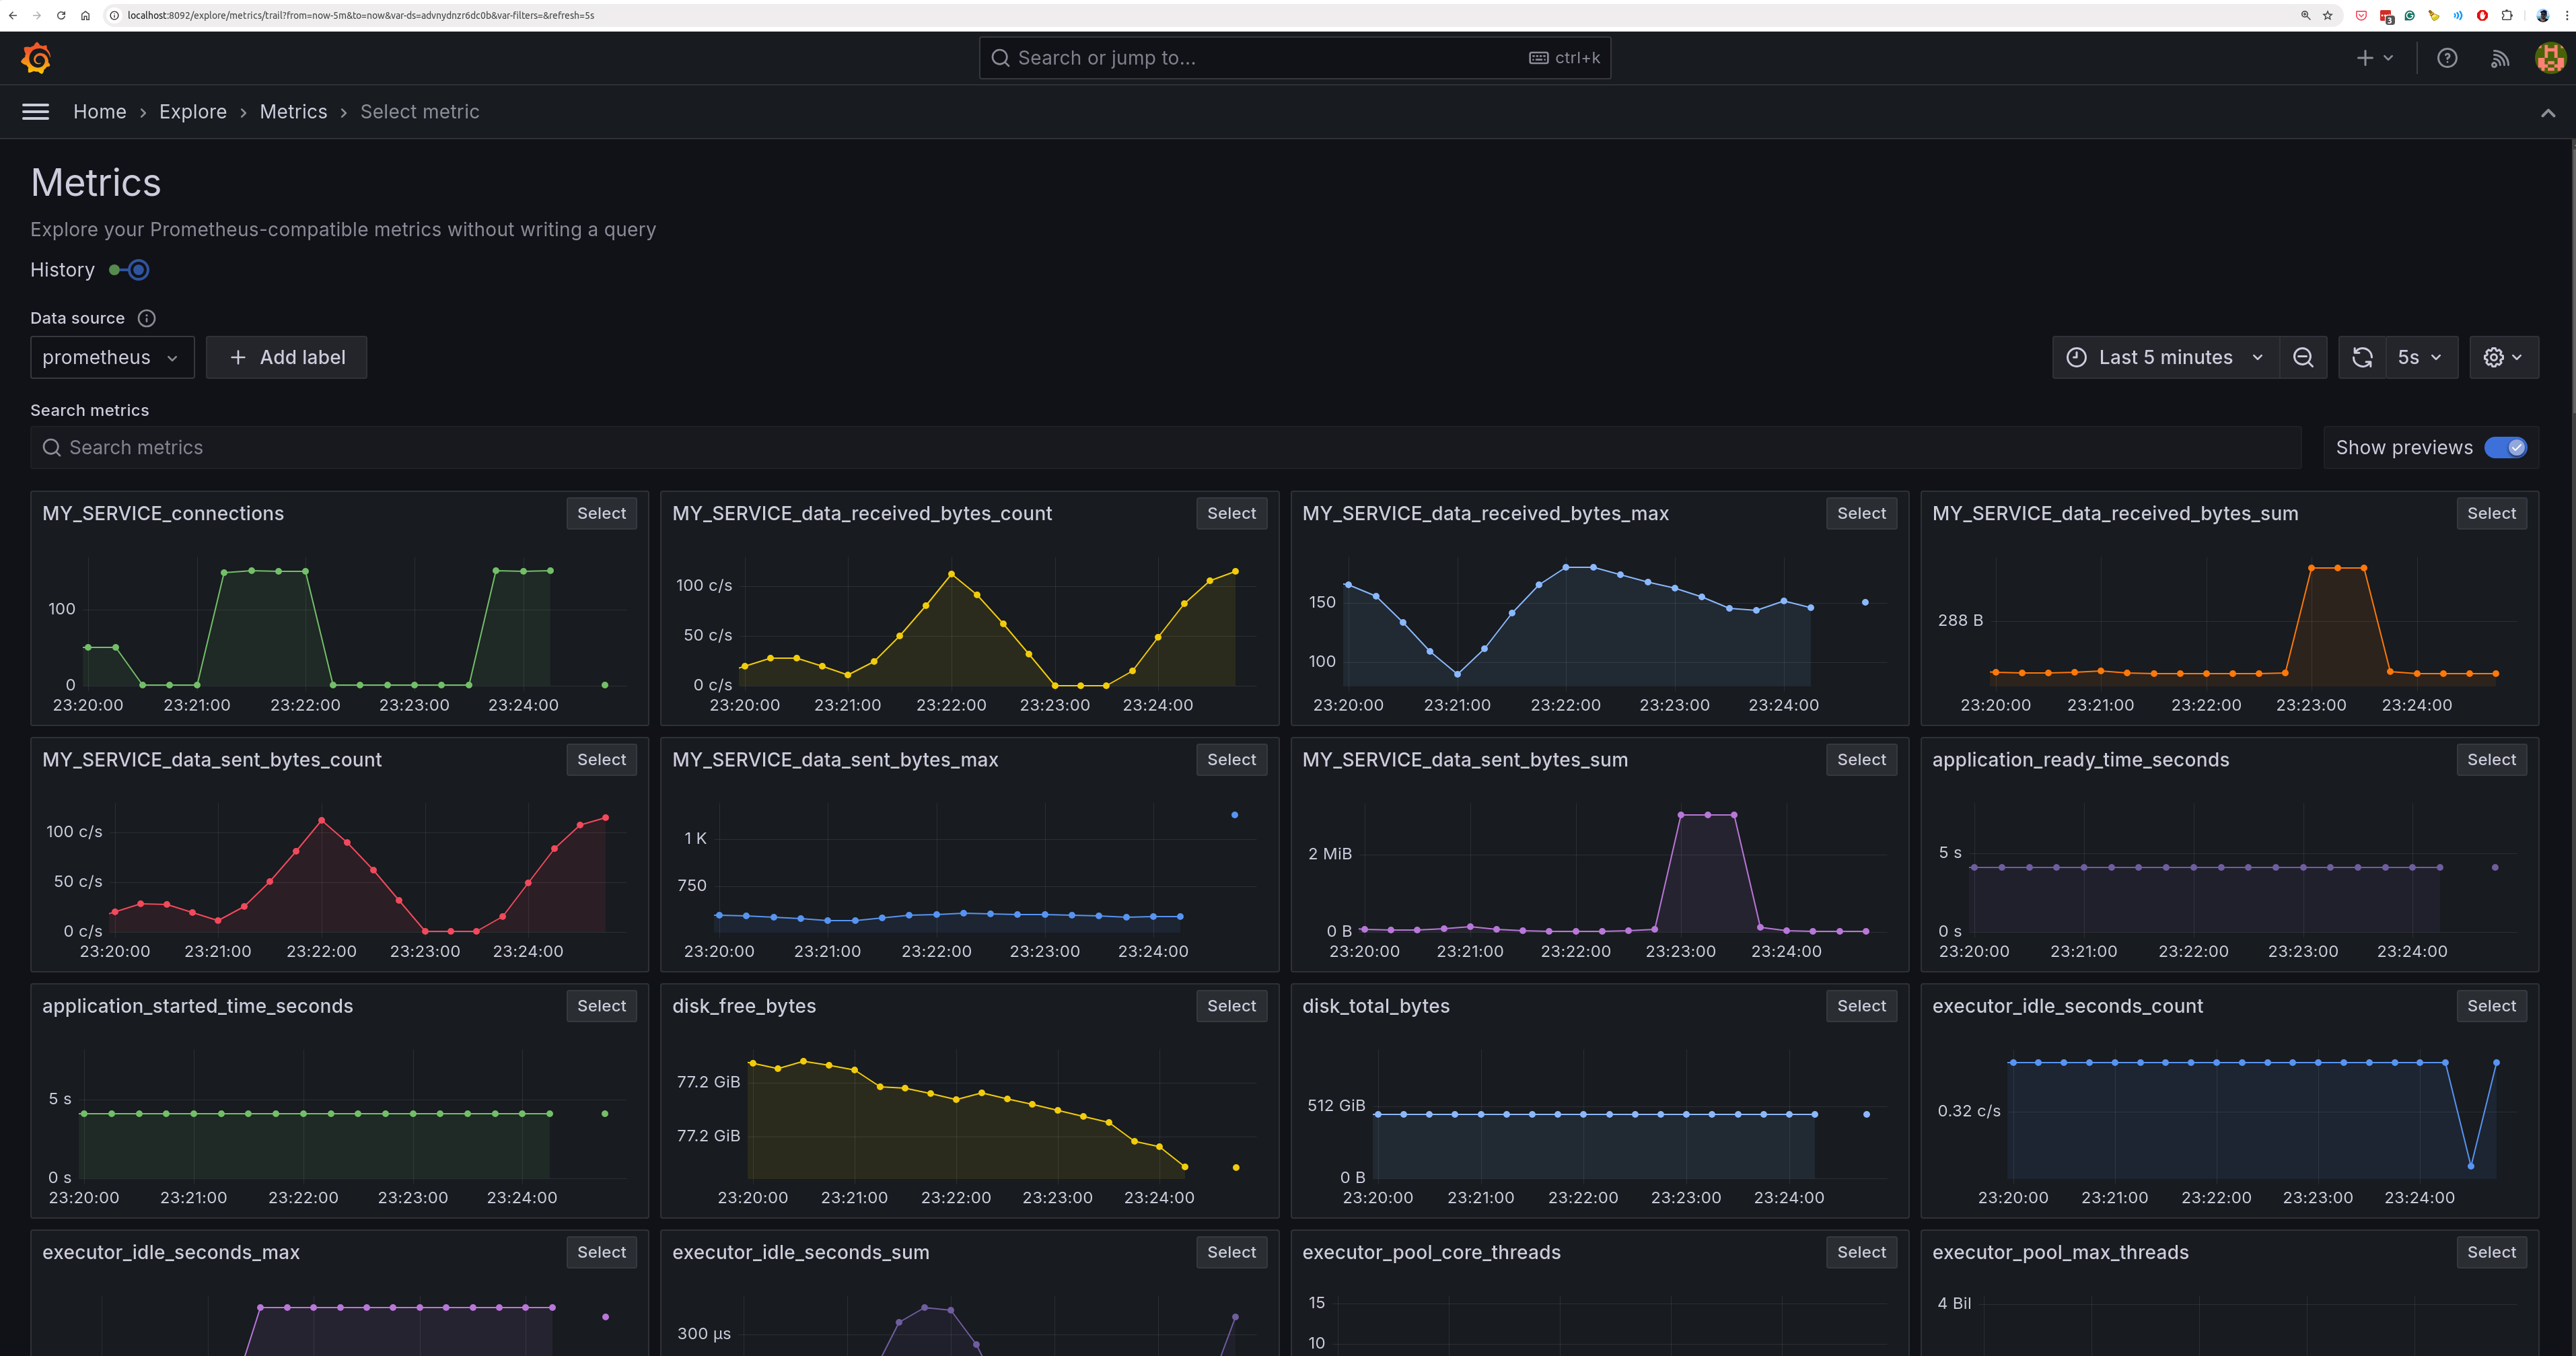 localhost:8092/explore/metrics/trail?from=now-5m&to=now&var-ds=advnydnzr6dc0b&var-filters=&refresh=5s
3
Search or jump to... ctrl+k
Home › Explore › Metrics › Select metric
Metrics
Explore your Prometheus-compatible metrics without writing a query
History
Data source
prometheus + Add label Last 5 minutes 5s
Search metrics
Search metrics Show previews
MY_SERVICE_connections Select
100
0
23:20:00 23:21:00 23:22:00 23:23:00 23:24:00
MY_SERVICE_data_received_bytes_count Select
100 c/s
50 c/s
0 c/s
23:20:00 23:21:00 23:22:00 23:23:00 23:24:00
MY_SERVICE_data_received_bytes_max Select
150
100
23:20:00 23:21:00 23:22:00 23:23:00 23:24:00
MY_SERVICE_data_received_bytes_sum Select
288 B
23:20:00 23:21:00 23:22:00 23:23:00 23:24:00
MY_SERVICE_data_sent_bytes_count Select
100 c/s
50 c/s
0 c/s
23:20:00 23:21:00 23:22:00 23:23:00 23:24:00
MY_SERVICE_data_sent_bytes_max Select
1 K
750
23:20:00 23:21:00 23:22:00 23:23:00 23:24:00
MY_SERVICE_data_sent_bytes_sum Select
2 MiB
0 B
23:20:00 23:21:00 23:22:00 23:23:00 23:24:00
application_ready_time_seconds Select
5 s
0 s
23:20:00 23:21:00 23:22:00 23:23:00 23:24:00
application_started_time_seconds Select
5 s
0 s
23:20:00 23:21:00 23:22:00 23:23:00 23:24:00
disk_free_bytes Select
77.2 GiB
77.2 GiB
23:20:00 23:21:00 23:22:00 23:23:00 23:24:00
disk_total_bytes Select
512 GiB
0 B
23:20:00 23:21:00 23:22:00 23:23:00 23:24:00
executor_idle_seconds_count Select
0.32 c/s
23:20:00 23:21:00 23:22:00 23:23:00 23:24:00
executor_idle_seconds_max Select
executor_idle_seconds_sum Select
300 µs
executor_pool_core_threads Select
15
10
executor_pool_max_threads Select
4 Bil